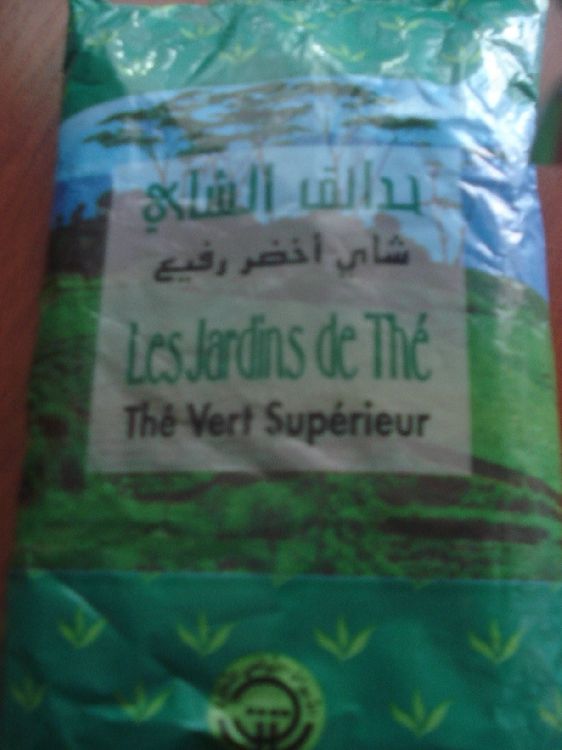 حدائق الشاي
شاي أخضر رفيع
Les Jardins de Thé
Thé Vert Supérieur